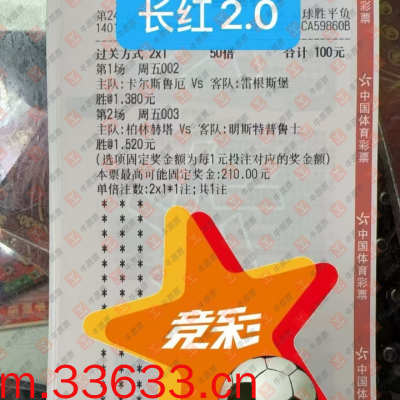 长红2.0
第24
球胜平负
1401
CA59860B
过关方式 2x1 50倍 合计 100元
第1场 周五002
主队:卡尔斯鲁厄 Vs 客队:雷根斯堡
胜@1.380元
第2场 周五003
主队:柏林赫塔 Vs 客队:明斯特普鲁士
胜@1.520元
(选项固定奖金额为每1元投注对应的奖金额)
本票最高可能固定奖金:210.00元
单倍注数:2x1*1注;共1注
竞彩
中国体育彩票
中国体育彩票
m.33633.cn